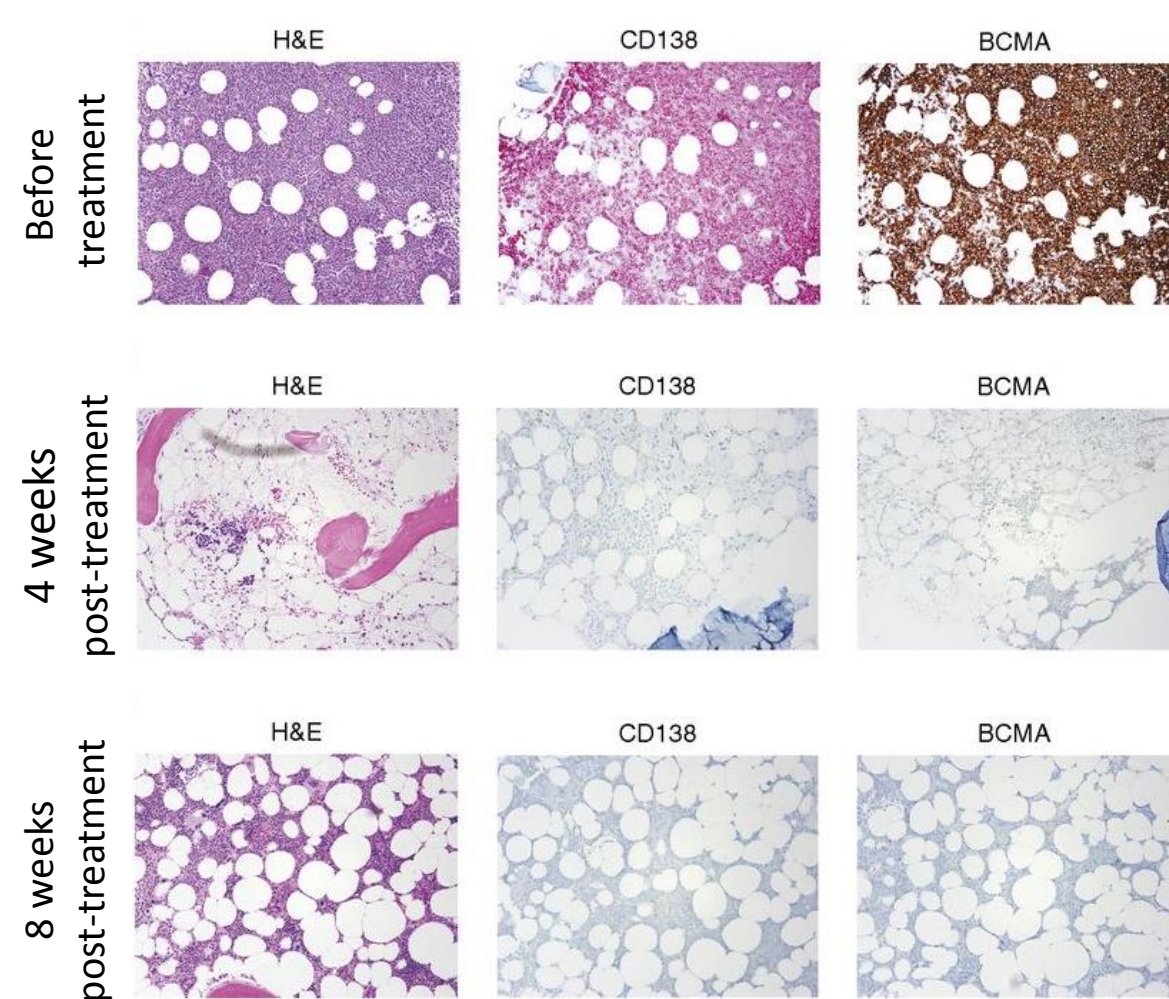 H&E CD138 BCMA
Before
treatment
H&E CD138 BCMA
4 weeks
post-treatment
H&E CD138 BCMA
8 weeks
post-treatment